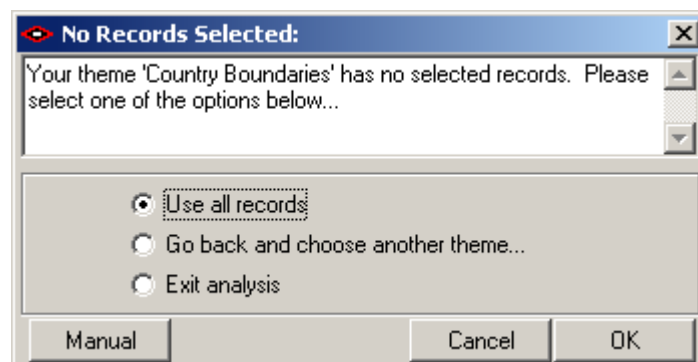 No Records Selected:
Your theme 'Country Boundaries' has no selected records.  Please
select one of the options below...
Use all records
Go back and choose another theme...
Exit analysis
Manual Cancel OK